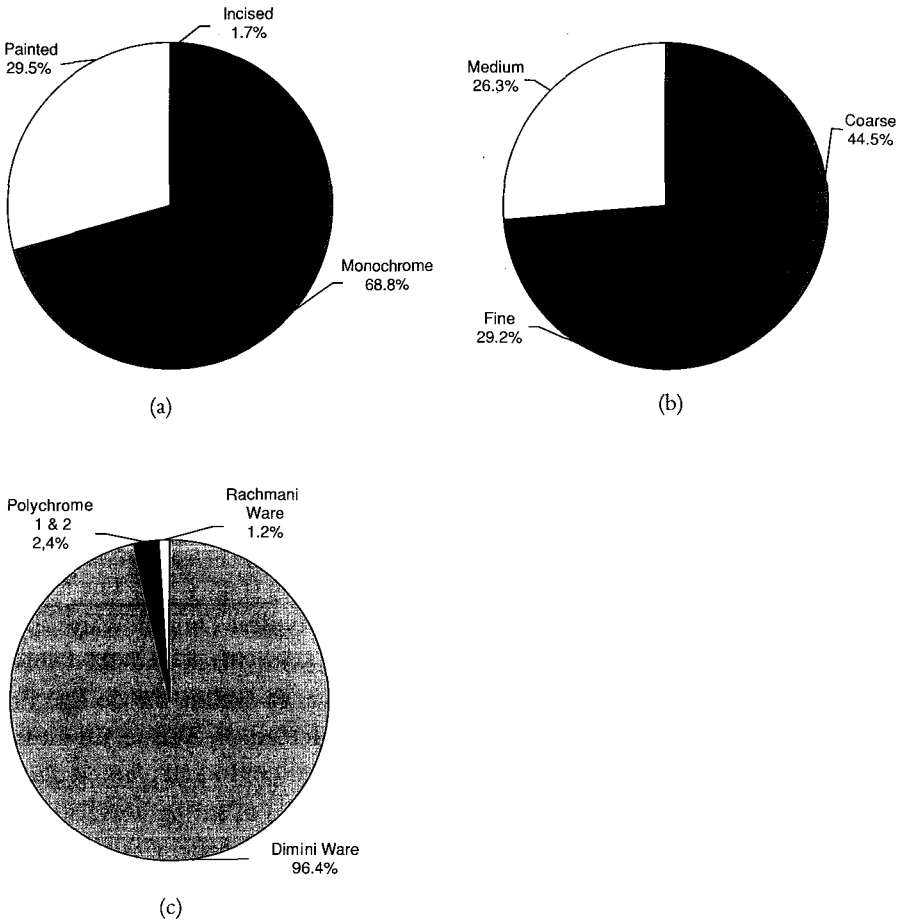 Incised
1.7%
Painted
29.5%
Monochrome
68.8%
(a)
Medium
26.3%
Coarse
44.5%
Fine
29.2%
(b)
Polychrome
1 & 2
2,4%
Rachmani
Ware
1.2%
Dimini Ware
96.4%
(c)